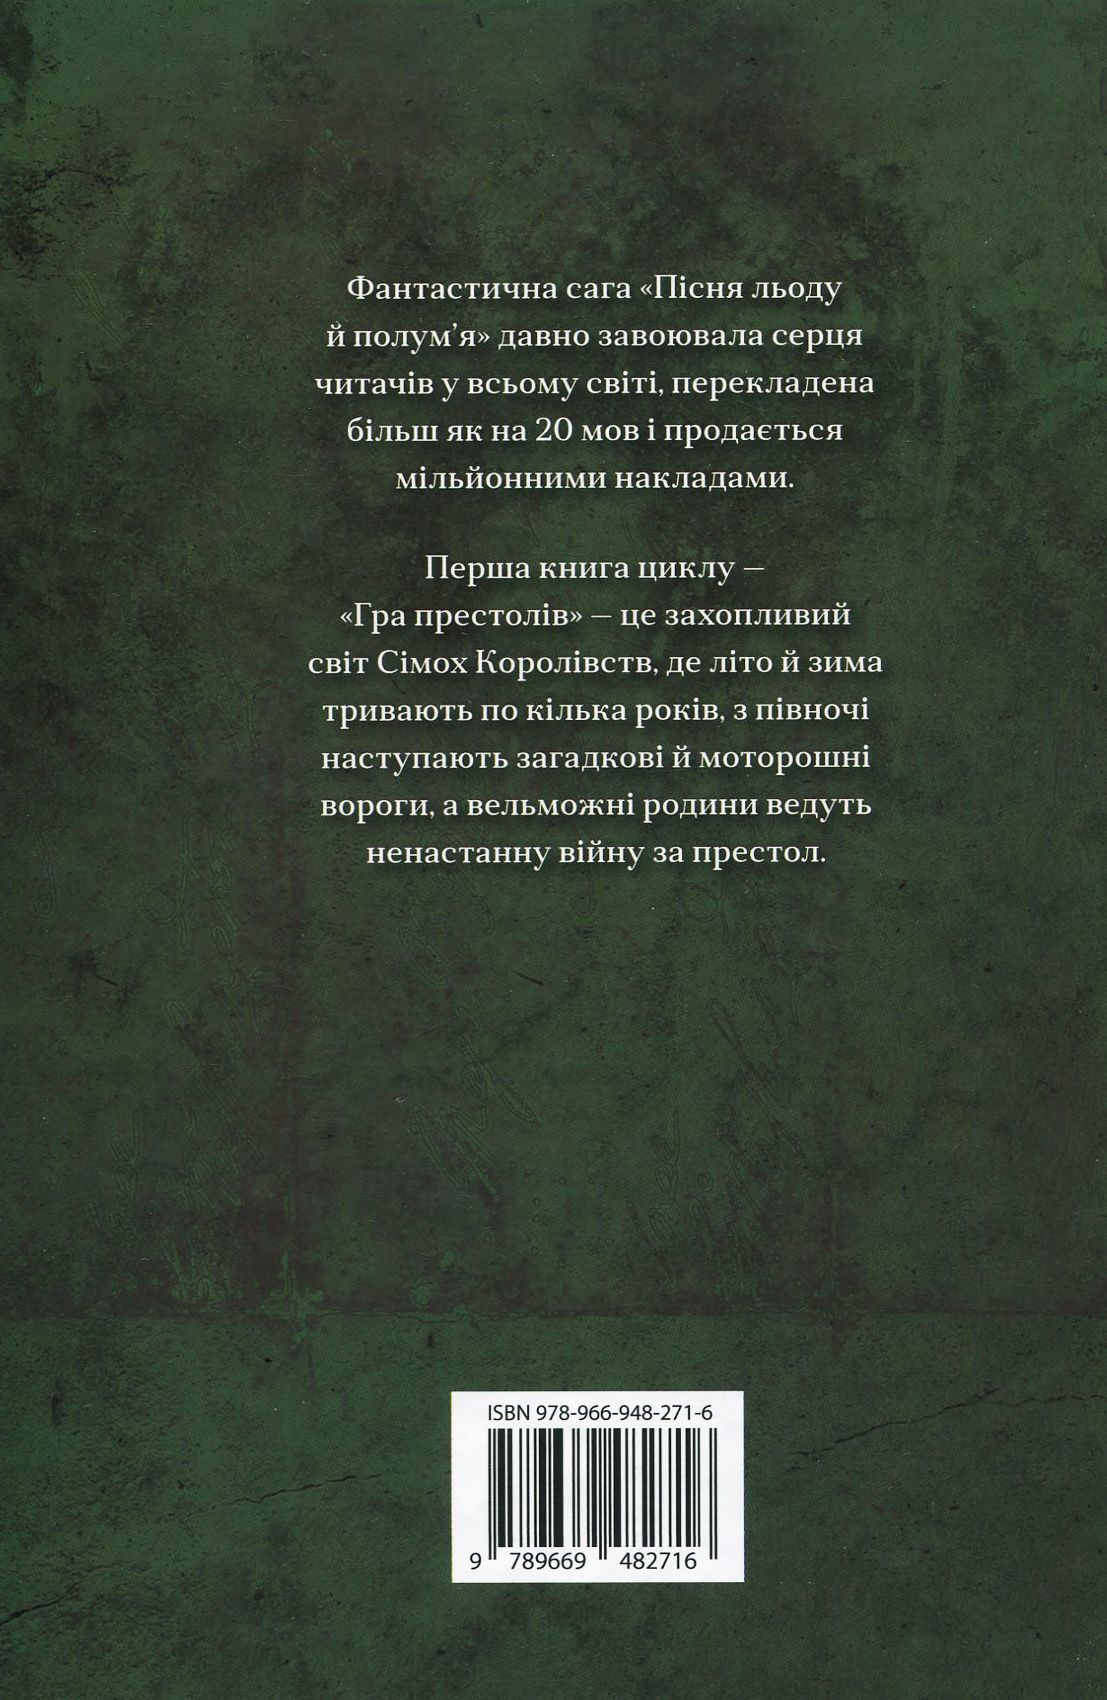 Фантастична сага «Пісня льоду
й полум’я» давно завоювала серця
читачів у всьому світі, перекладена
більш як на 20 мов і продається
мільйонними накладами.
Перша книга циклу —
«Гра престолів» — це захопливий
світ Сімох Королівств, де літо й зима
тривають по кілька років, з півночі
наступають загадкові й моторошні
вороги, а вельможні родини ведуть
ненастанну війну за престол.
ISBN 978-966-948-271-6
9 789669 482716